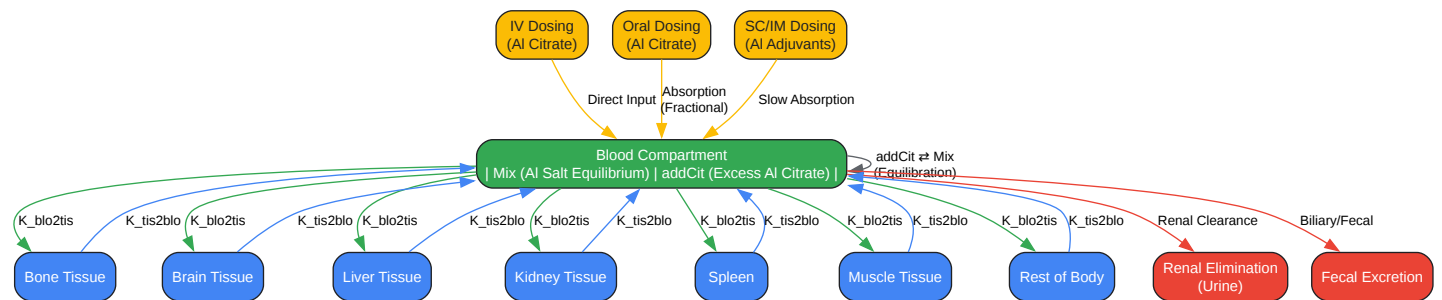 IV Dosing
(Al Citrate)
Oral Dosing
(Al Citrate)
SC/IM Dosing
(Al Adjuvants)
Direct Input
Absorption
(Fractional)
Slow Absorption
Blood Compartment
| Mix (Al Salt Equilibrium) | addCit (Excess Al Citrate) |
addCit ⇄ Mix
(Equilibration)
K_blo2tis
K_tis2blo
K_blo2tis
K_tis2blo
K_blo2tis
K_tis2blo
K_blo2tis
K_tis2blo
K_blo2tis
K_tis2blo
K_blo2tis
K_tis2blo
K_blo2tis
K_tis2blo
Renal Clearance
Biliary/Fecal
Bone Tissue
Brain Tissue
Liver Tissue
Kidney Tissue
Spleen
Muscle Tissue
Rest of Body
Renal Elimination
(Urine)
Fecal Excretion